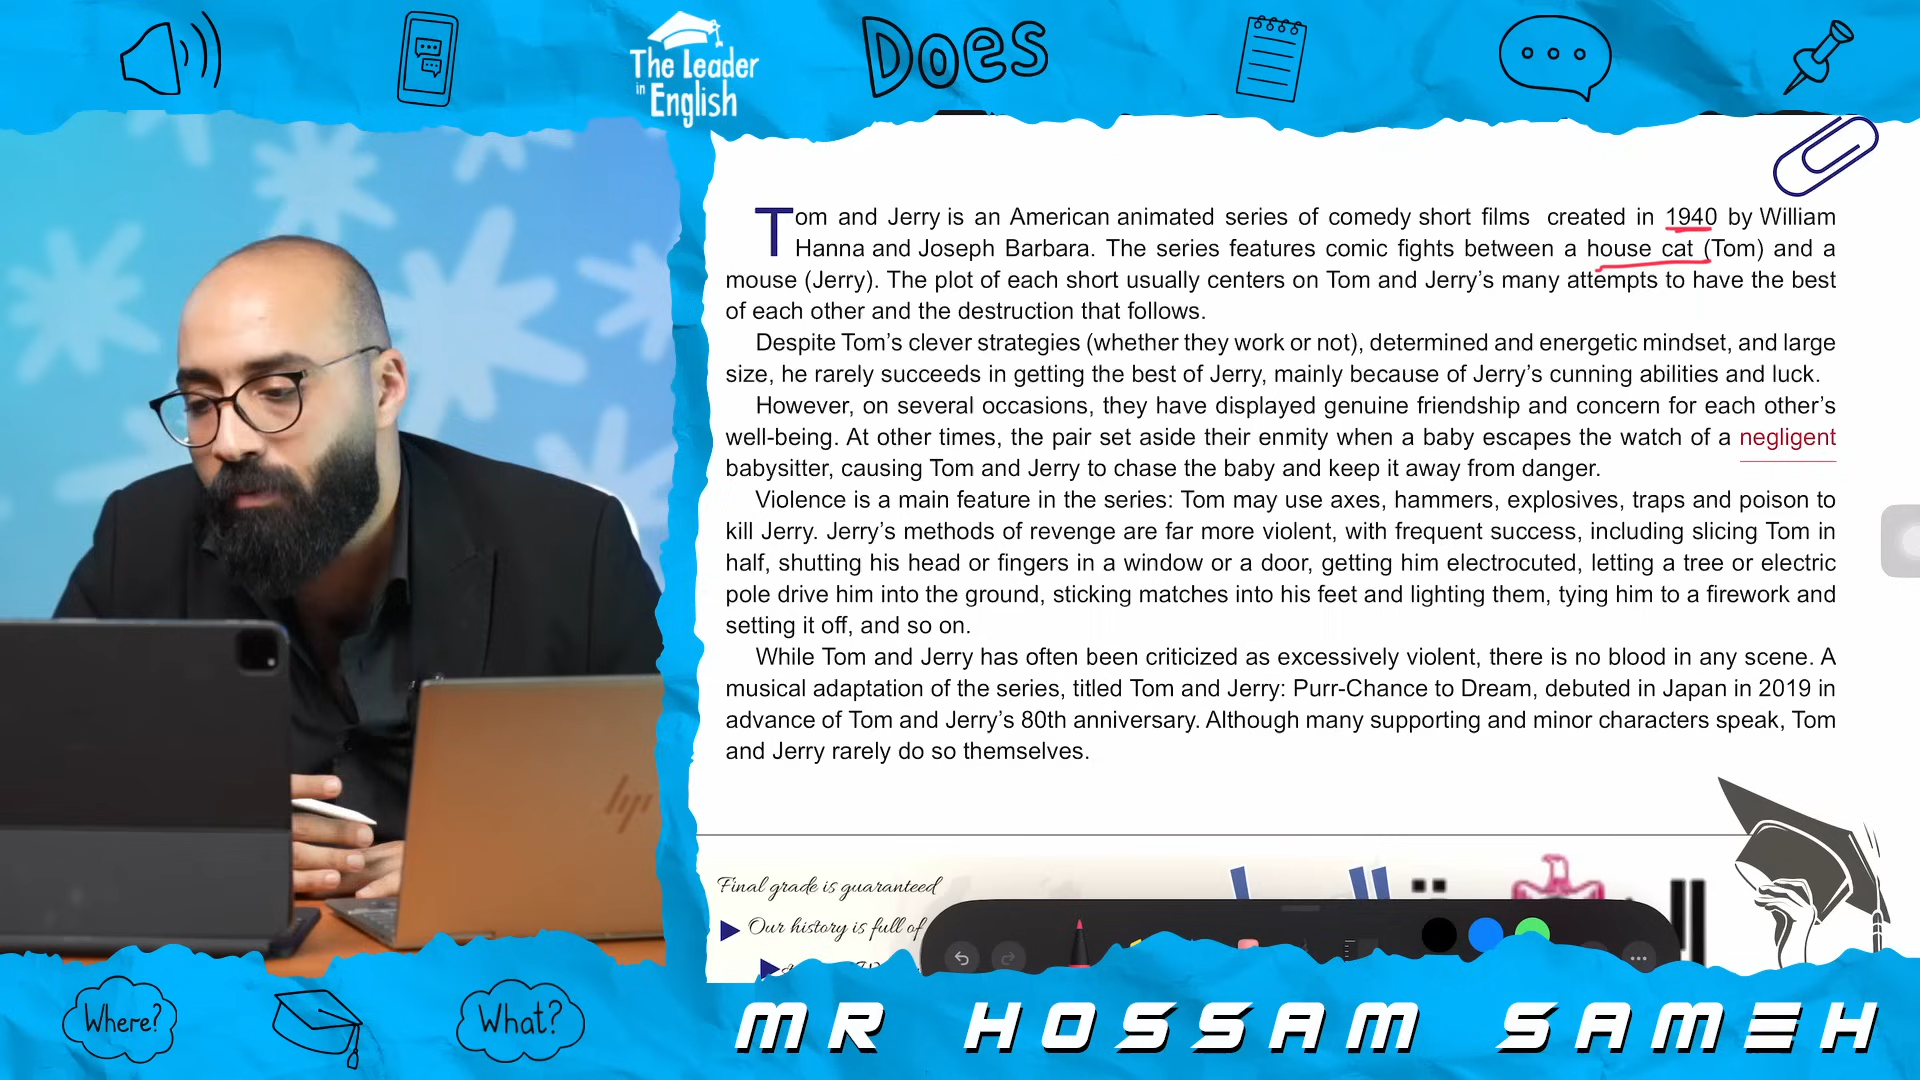 The Leader
in English
Does
Tom and Jerry is an American animated series of comedy short films created in 1940 by William
Hanna and Joseph Barbara. The series features comic fights between a house cat (Tom) and a
mouse (Jerry). The plot of each short usually centers on Tom and Jerry's many attempts to have the best
of each other and the destruction that follows.
Despite Tom's clever strategies (whether they work or not), determined and energetic mindset, and large
size, he rarely succeeds in getting the best of Jerry, mainly because of Jerry's cunning abilities and luck.
However, on several occasions, they have displayed genuine friendship and concern for each other's
well-being. At other times, the pair set aside their enmity when a baby escapes the watch of a negligent
babysitter, causing Tom and Jerry to chase the baby and keep it away from danger.
Violence is a main feature in the series: Tom may use axes, hammers, explosives, traps and poison to
kill Jerry. Jerry's methods of revenge are far more violent, with frequent success, including slicing Tom in
half, shutting his head or fingers in a window or a door, getting him electrocuted, letting a tree or electric
pole drive him into the ground, sticking matches into his feet and lighting them, tying him to a firework and
setting it off, and so on.
While Tom and Jerry has often been criticized as excessively violent, there is no blood in any scene. A
musical adaptation of the series, titled Tom and Jerry: Purr-Chance to Dream, debuted in Japan in 2019 in
advance of Tom and Jerry's 80th anniversary. Although many supporting and minor characters speak, Tom
and Jerry rarely do so themselves.
hp
Final grade is guaranteed
Our history is full of
Where?
What?
MR HOSSAM SAMEH